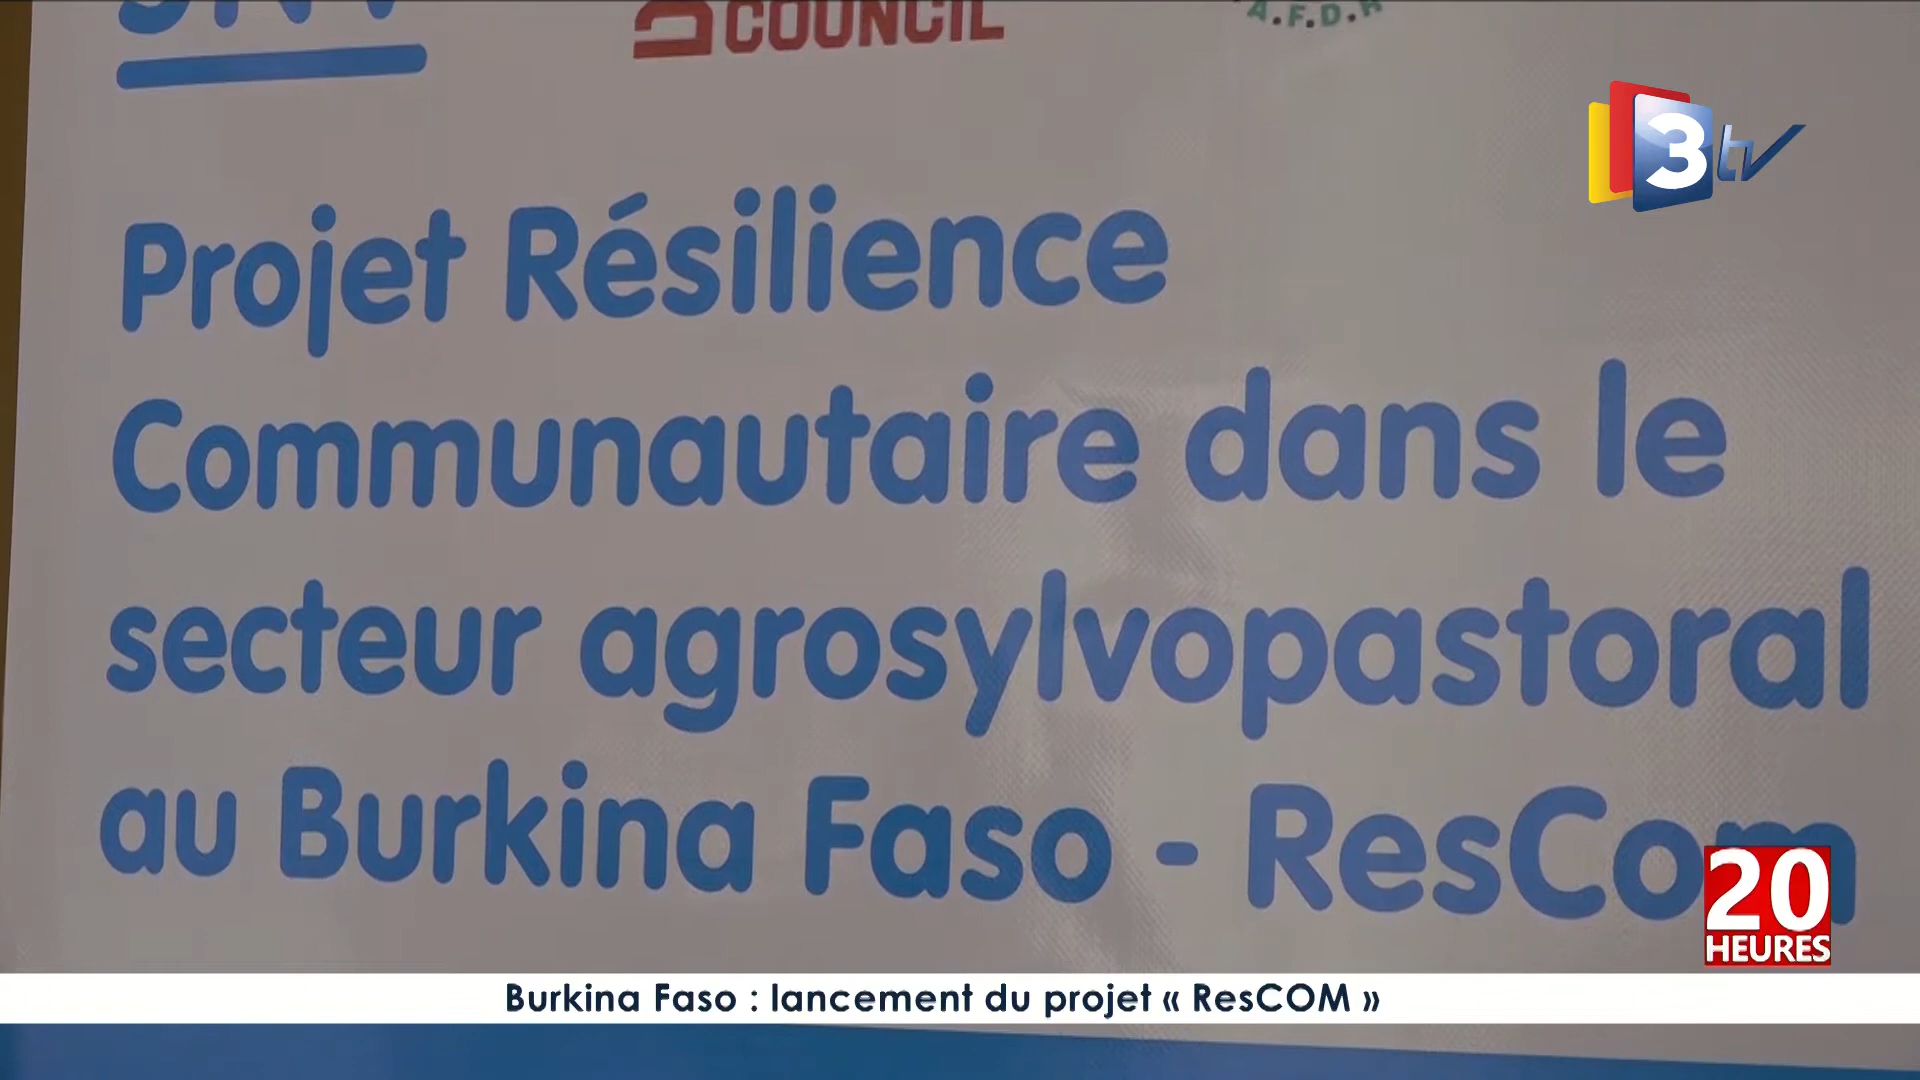 COUNCIL
A.F.D.R
3tv
Projet Résilience
Communautaire dans le
secteur agrosylvopastoral
au Burkina Faso - ResCom
20
HEURES
Burkina Faso : lancement du projet « ResCOM »